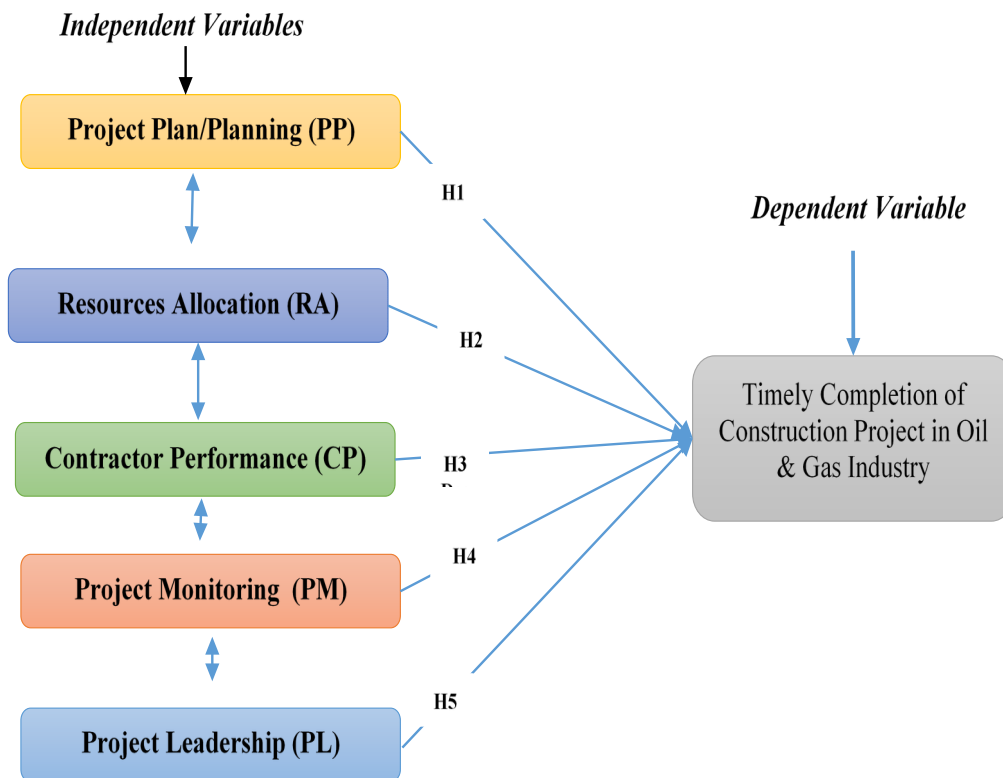 Independent Variables
Project Plan/Planning (PP)
H1
Dependent Variable
Resources Allocation (RA)
H2
Timely Completion of
Construction Project in Oil
& Gas Industry
Contractor Performance (CP)
H3
H4
Project Monitoring (PM)
H5
Project Leadership (PL)